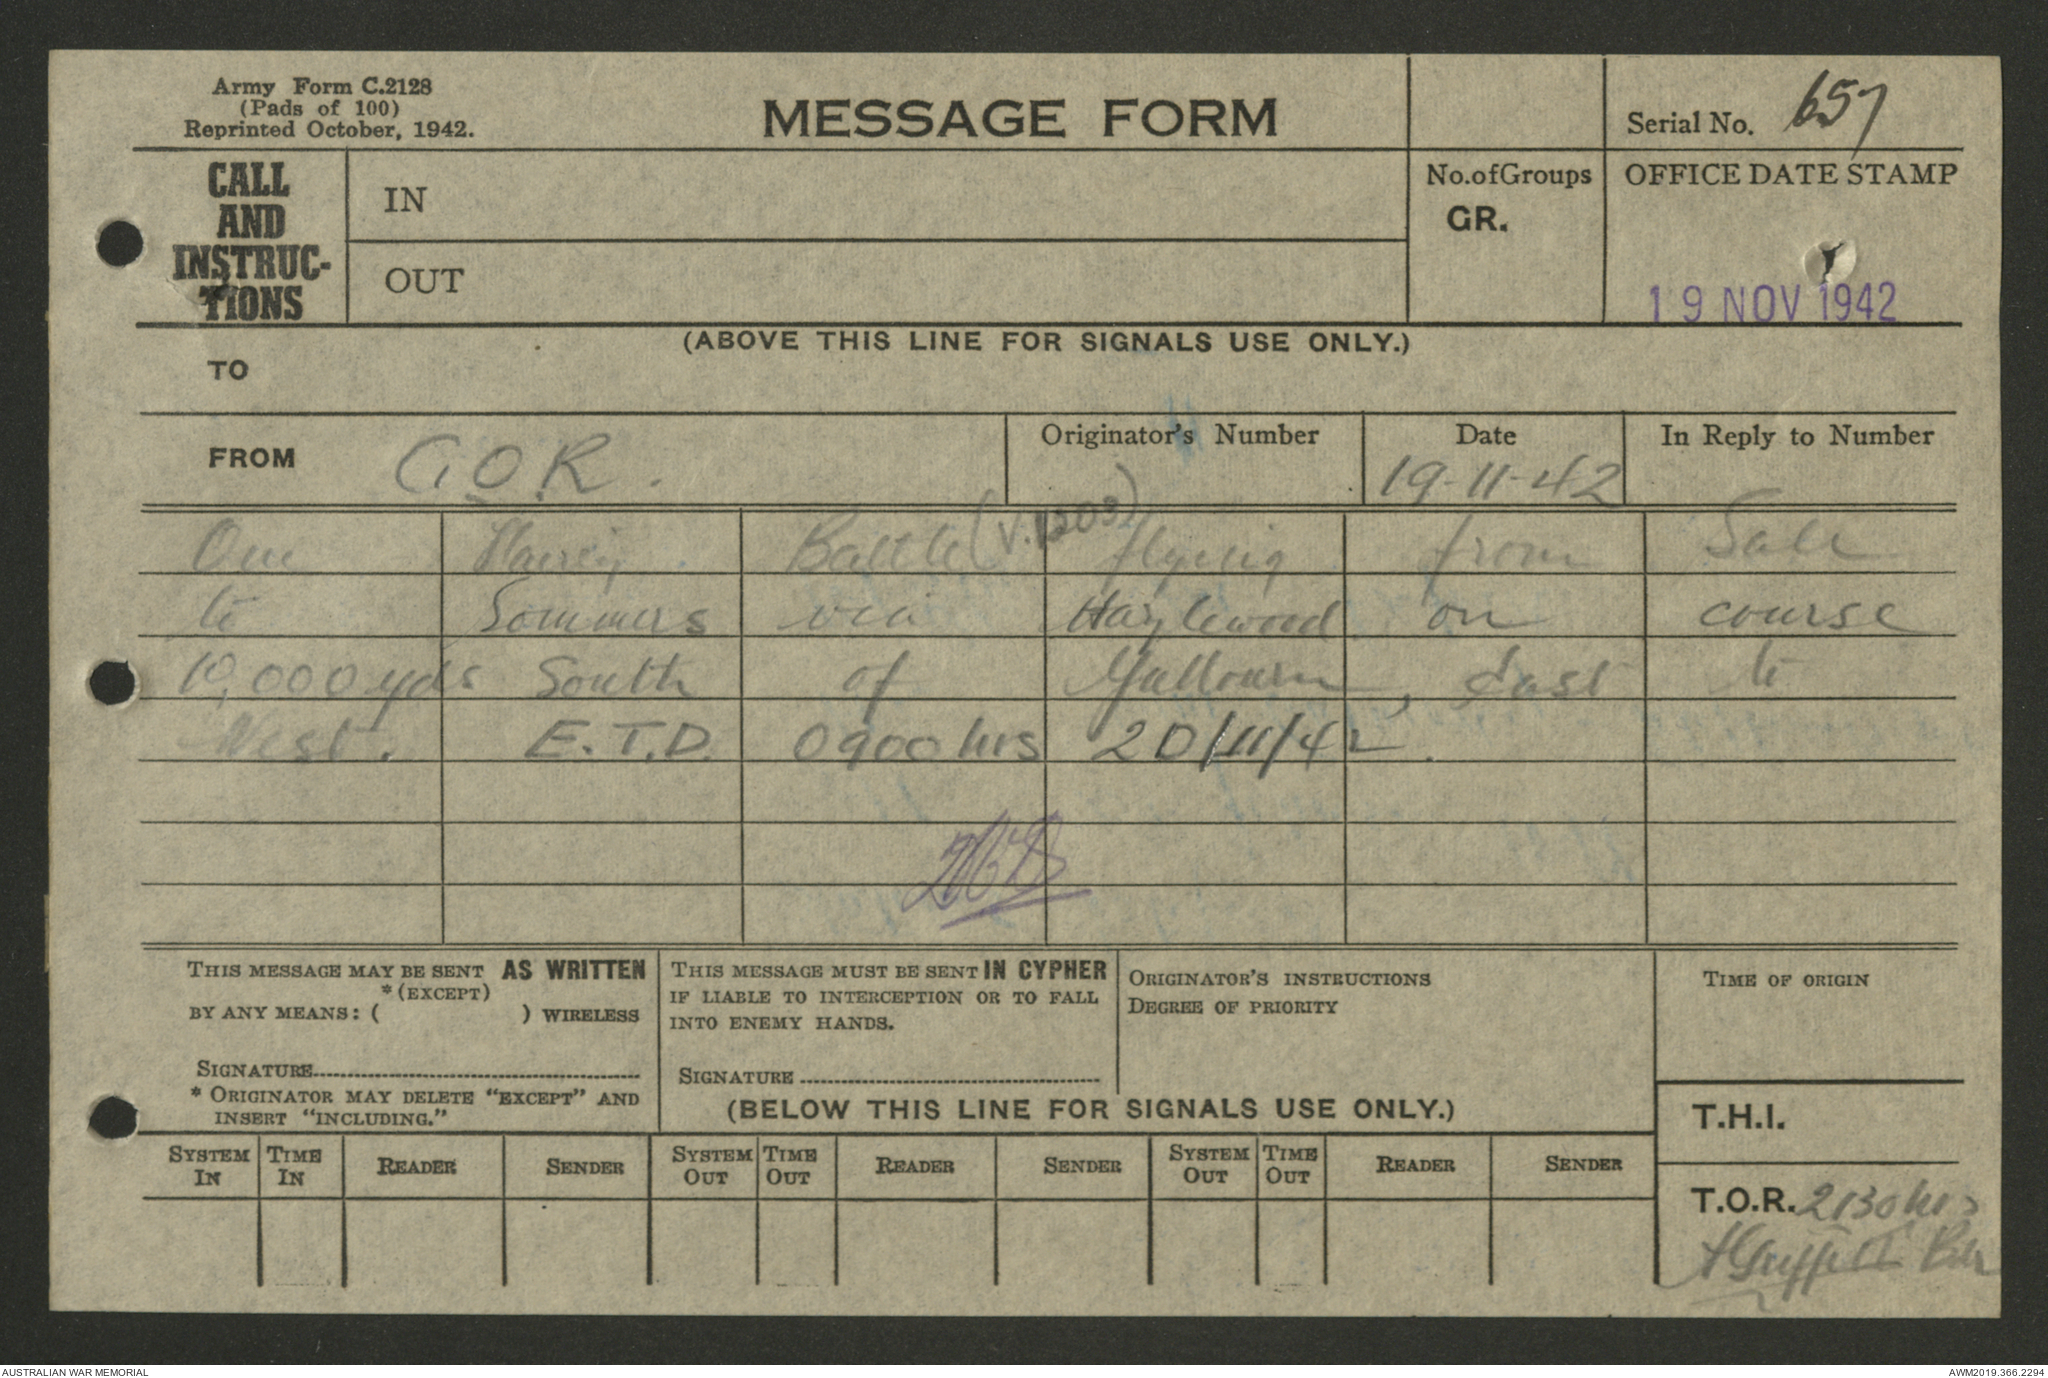 Army Form C.2128
(Pads of 100)
Reprinted October, 1942.
MESSAGE FORM
Serial No. 657
CALL AND INSTRUC-TIONS
IN
OUT
No.ofGroups
GR.
OFFICE DATE STAMP
19 NOV 1942
(ABOVE THIS LINE FOR SIGNALS USE ONLY.)
TO
FROM G.O.R.
Originator's Number
Date 19-11-42
In Reply to Number
One Fairey Battle (V.1203) flying from Sale
to Sommers via Hazlewood on course
10,000 yds South of Yallourn, East to
West. E.T.D. 0900 hrs 20/11/42.
THIS MESSAGE MAY BE SENT AS WRITTEN
*(EXCEPT)
BY ANY MEANS: ( ) WIRELESS
SIGNATURE
* ORIGINATOR MAY DELETE "EXCEPT" AND
INSERT "INCLUDING."
THIS MESSAGE MUST BE SENT IN CYPHER
IF LIABLE TO INTERCEPTION OR TO FALL
INTO ENEMY HANDS.
SIGNATURE
ORIGINATOR'S INSTRUCTIONS
DEGREE OF PRIORITY
TIME OF ORIGIN
(BELOW THIS LINE FOR SIGNALS USE ONLY.)
T.H.I.
SYSTEM IN TIME IN READER SENDER SYSTEM OUT TIME OUT READER SENDER SYSTEM OUT TIME OUT READER SENDER
T.O.R. 2130 hrs
A Griffith Bdr
AUSTRALIAN WAR MEMORIAL
AWM2019.366.2294